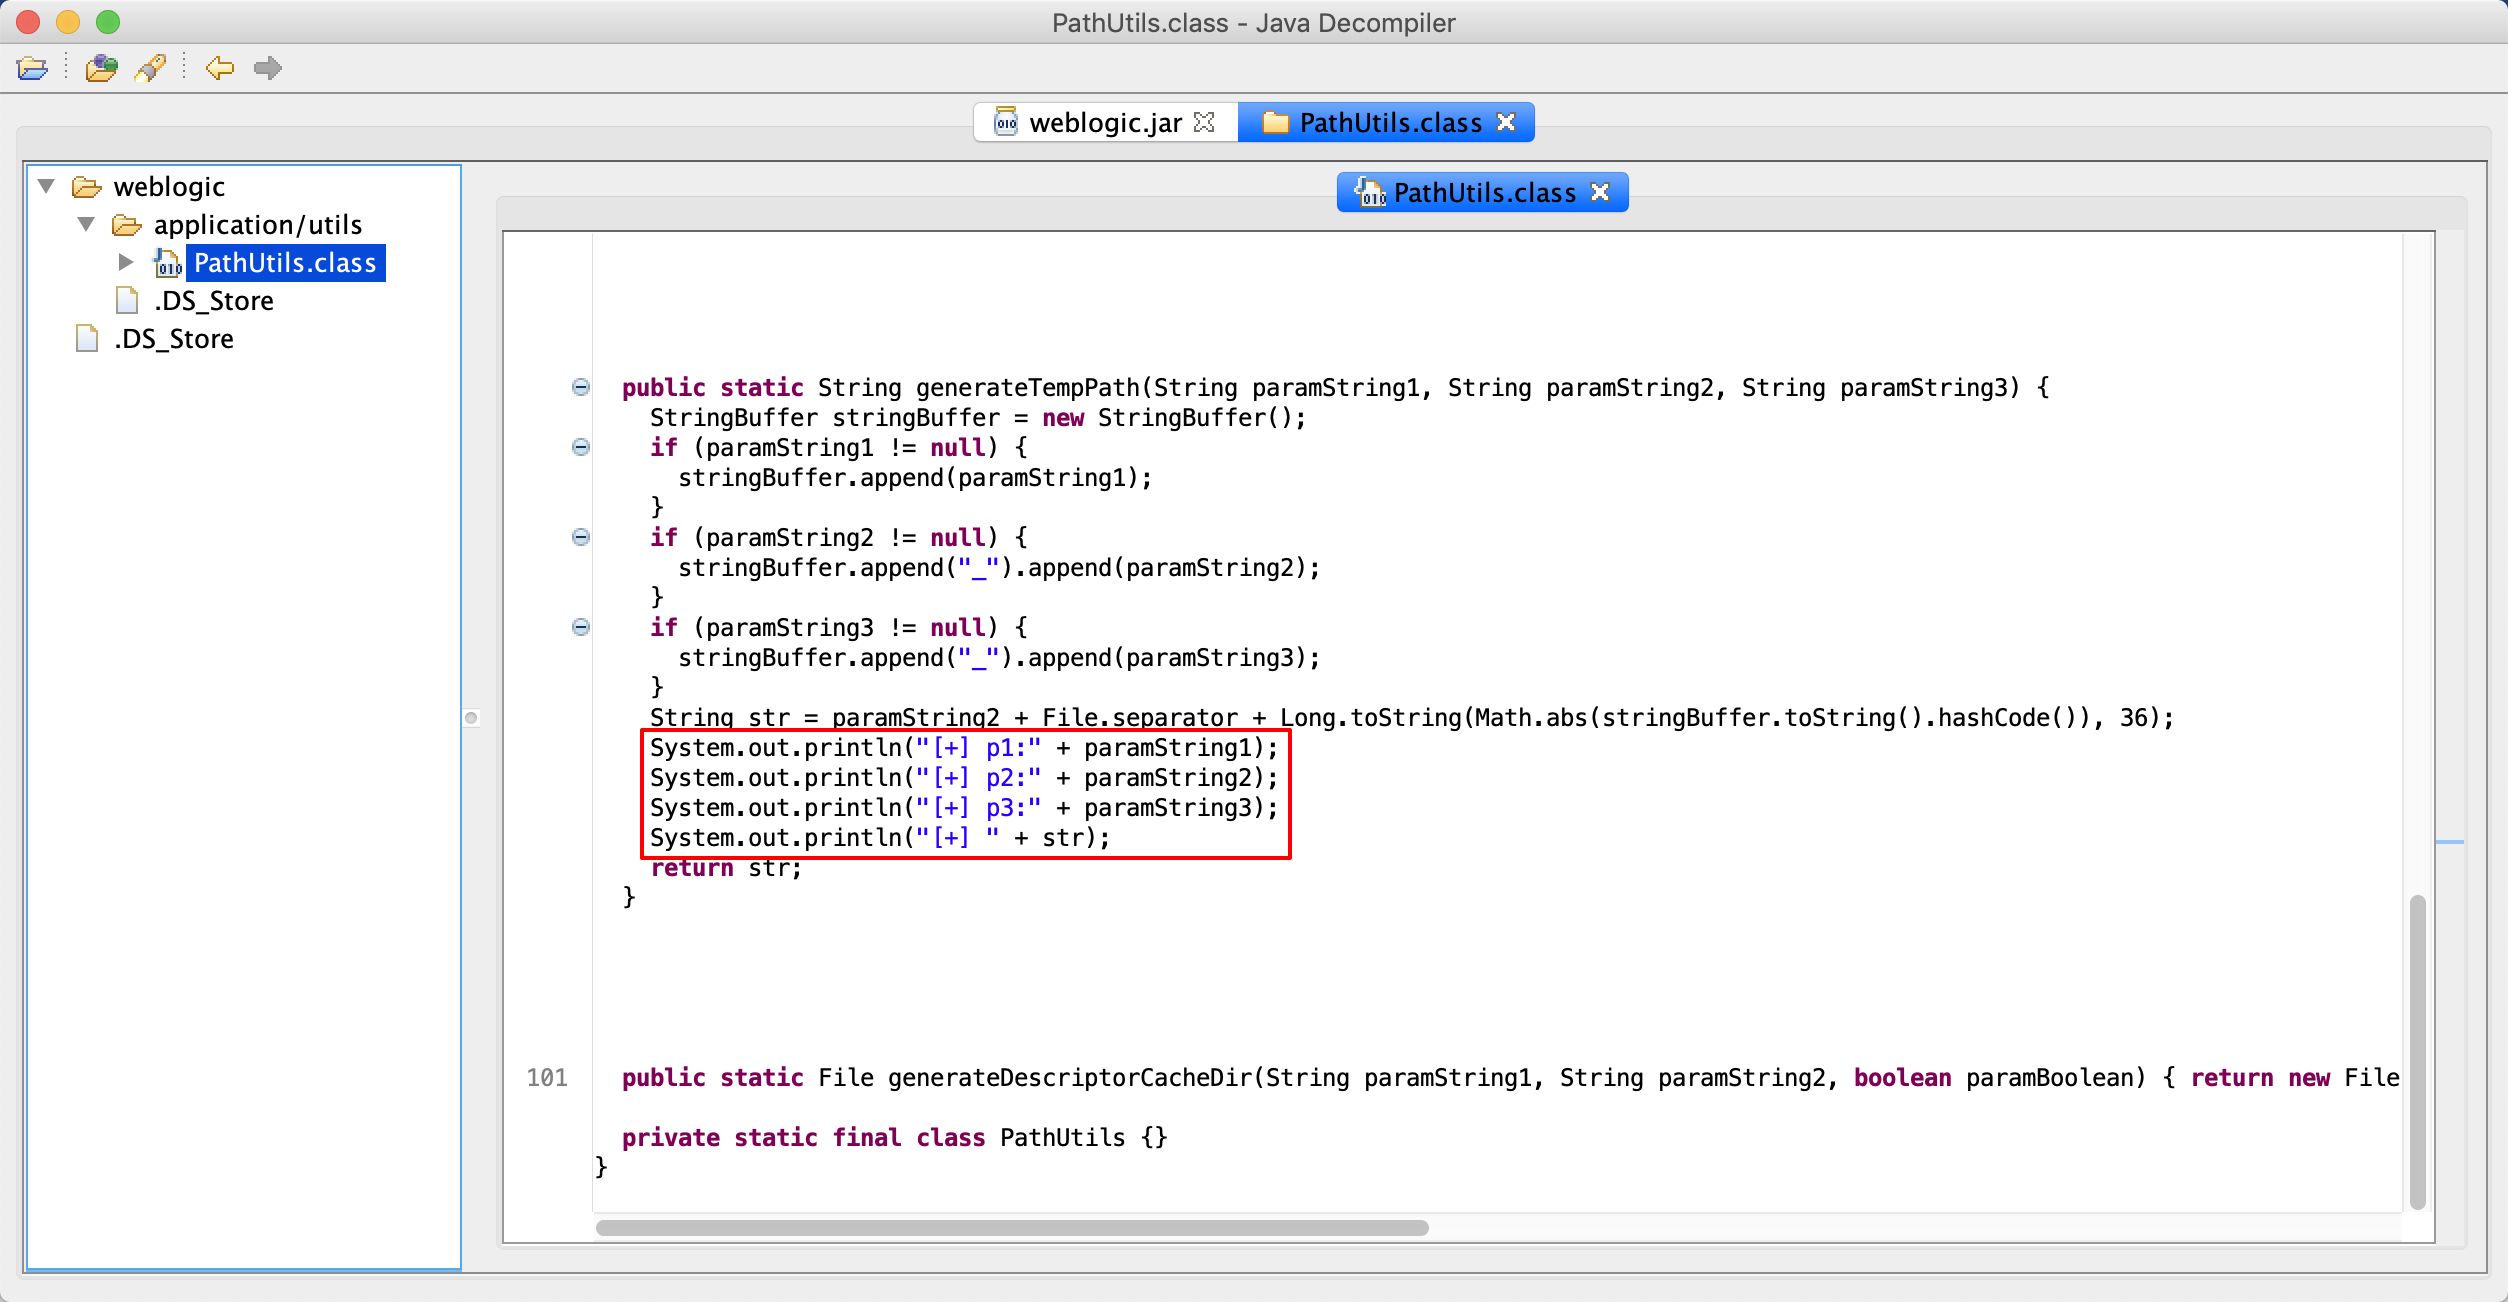 PathUtils.class - Java Decompiler
weblogic.jar
PathUtils.class
weblogic
application/utils
PathUtils.class
.DS_Store
.DS_Store
PathUtils.class
public static String generateTempPath(String paramString1, String paramString2, String paramString3) {
StringBuffer stringBuffer = new StringBuffer();
if (paramString1 != null) {
stringBuffer.append(paramString1);
}
if (paramString2 != null) {
stringBuffer.append("_").append(paramString2);
}
if (paramString3 != null) {
stringBuffer.append("_").append(paramString3);
}
String str = paramString2 + File.separator + Long.toString(Math.abs(stringBuffer.toString().hashCode()), 36);
System.out.println("[+] p1:" + paramString1);
System.out.println("[+] p2:" + paramString2);
System.out.println("[+] p3:" + paramString3);
System.out.println("[+] " + str);
return str;
}
101 public static File generateDescriptorCacheDir(String paramString1, String paramString2, boolean paramBoolean) { return new File
private static final class PathUtils {}
}